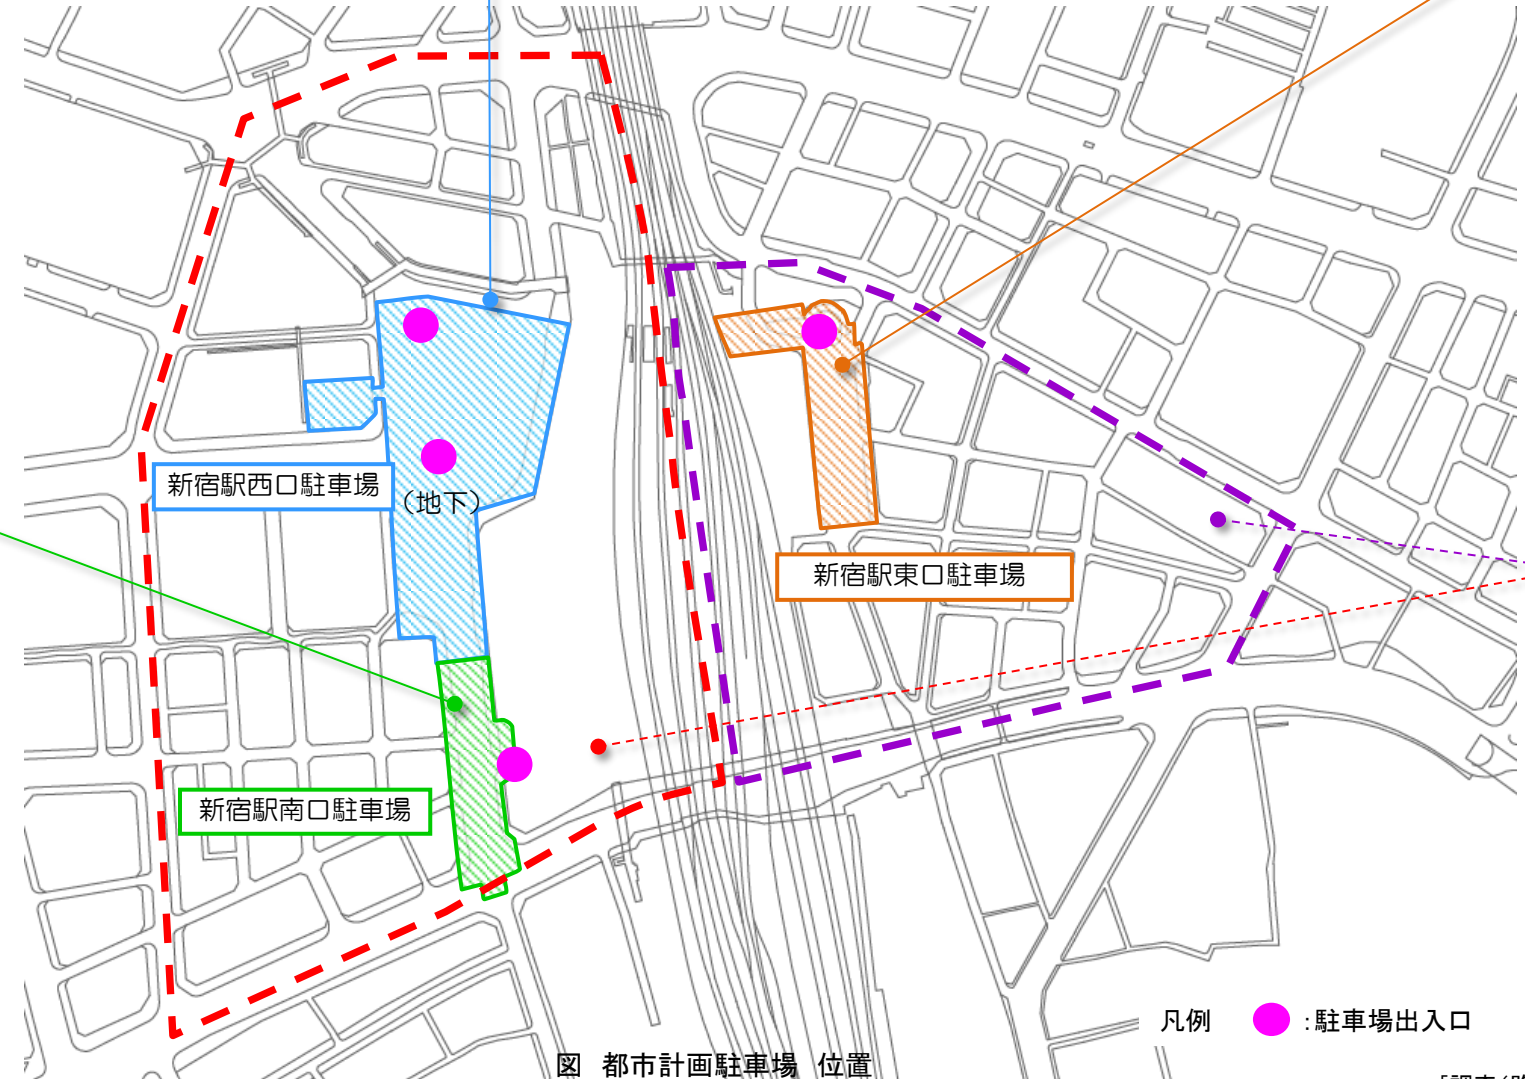 新宿駅西口駐車場
(地下)
新宿駅東口駐車場
新宿駅南口駐車場
凡例 :駐車場出入口
図 都市計画駐車場 位置